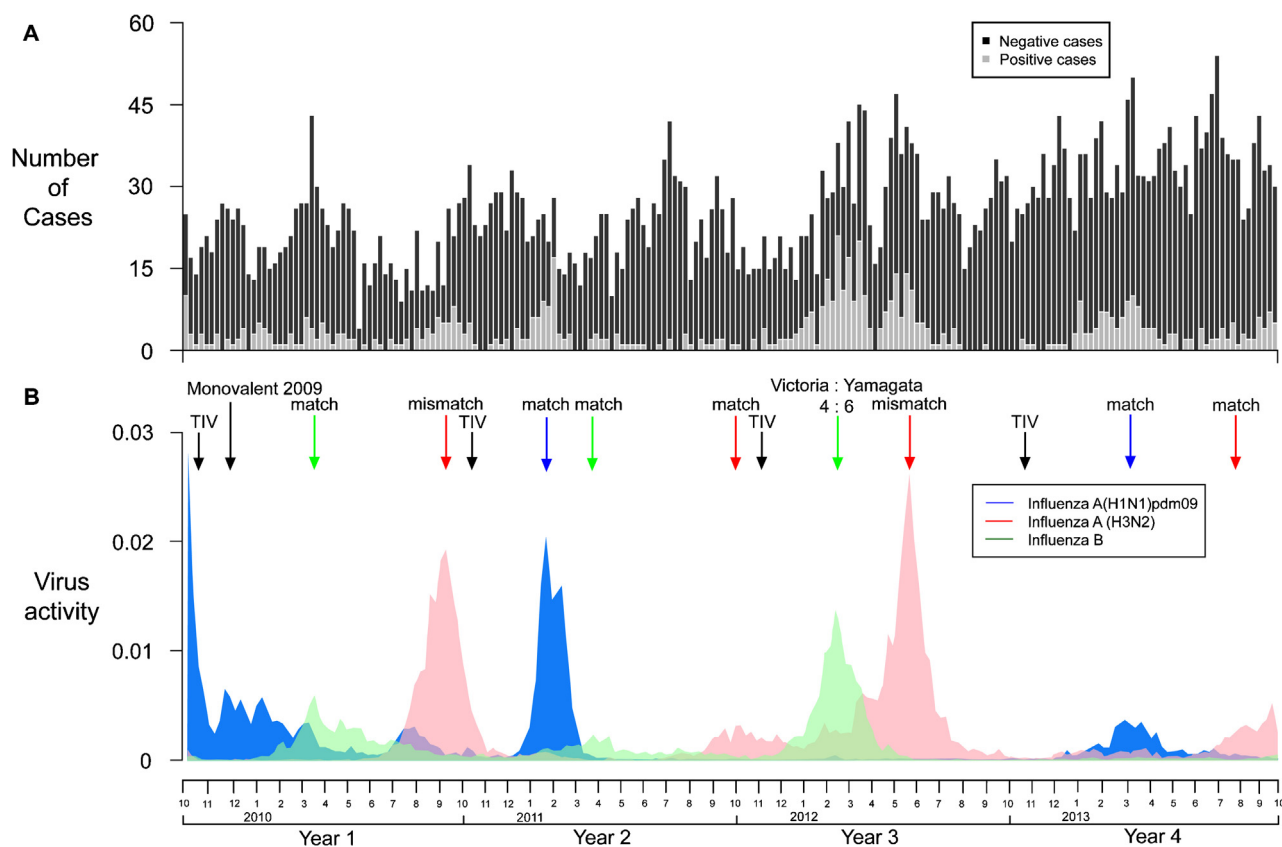 A
60
45
30
15
0
Number
of
Cases
Negative cases
Positive cases
B
Monovalent 2009
TIV
match
mismatch
TIV
match match
match
TIV
Victoria : Yamagata
4 : 6
mismatch
TIV
match
match
0.03
0.02
0.01
0
Virus
activity
Influenza A(H1N1)pdm09
Influenza A (H3N2)
Influenza B
10 11 12 1 2 3 4 5 6 7 8 9 10 11 12 1 2 3 4 5 6 7 8 9 10 11 12 1 2 3 4 5 6 7 8 9 10 11 12 1 2 3 4 5 6 7 8 9 10
2010 2011 2012 2013
Year 1 Year 2 Year 3 Year 4